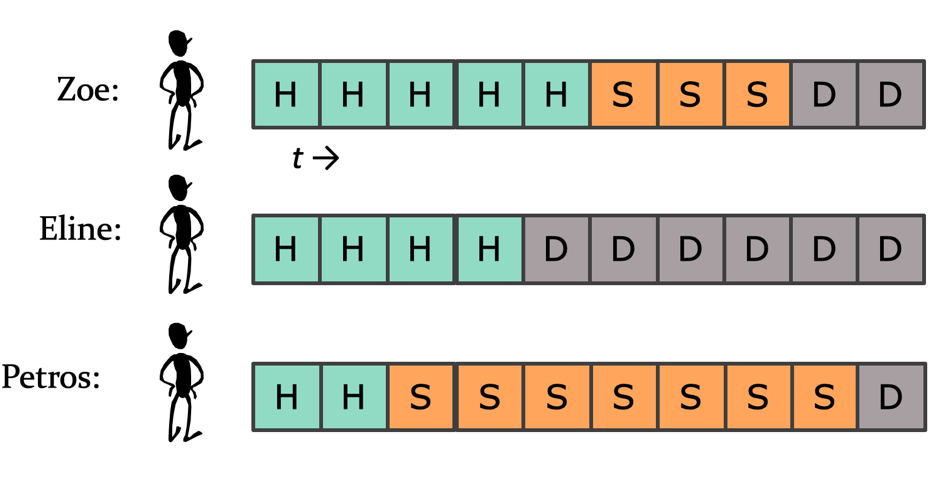 Zoe: H H H H H S S S D D
t →
Eline: H H H H D D D D D D
Petros: H H S S S S S S S D